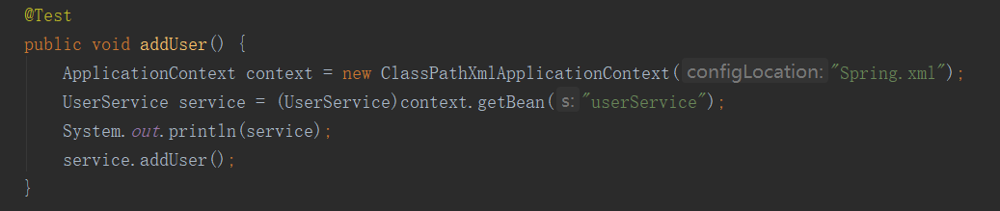 @Test
public void addUser() {
ApplicationContext context = new ClassPathXmlApplicationContext( configLocation: "Spring.xml");
UserService service = (UserService)context.getBean( s: "userService");
System.out.println(service);
service.addUser();
}